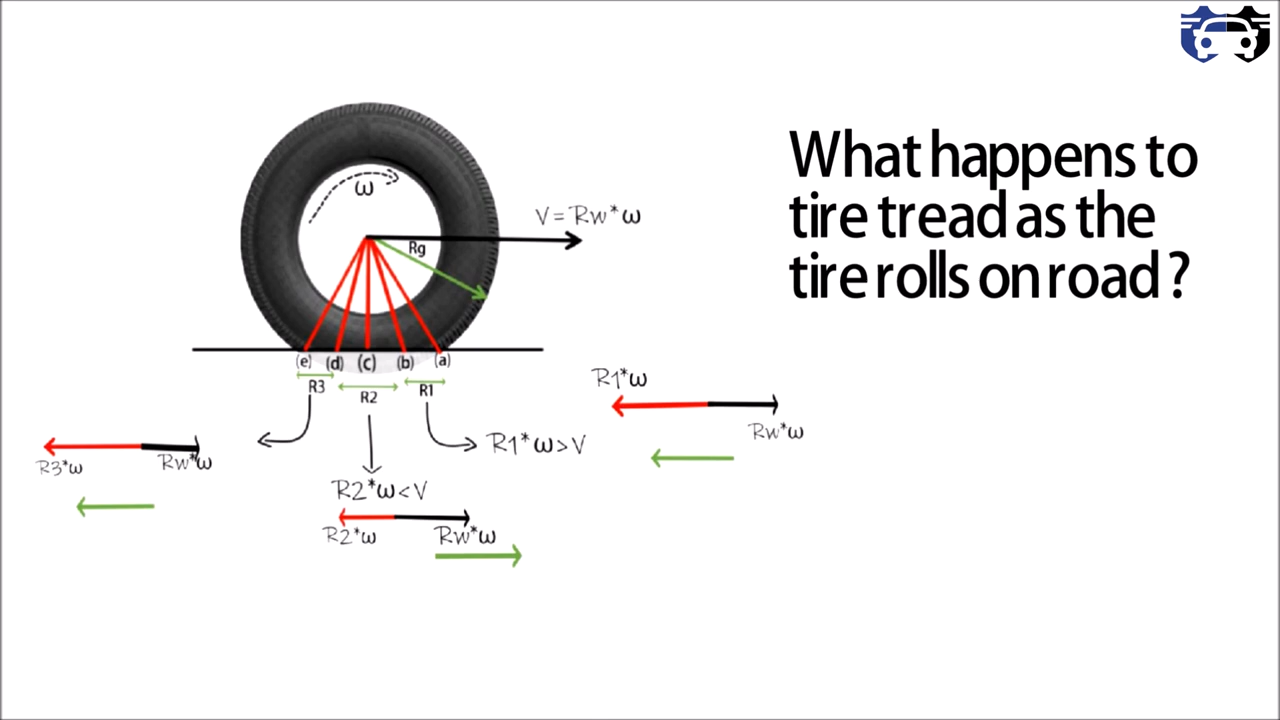 What happens to
tire tread as the
tire rolls on road ?
ω
V = Rw*ω
Rg
(e) (d) (c) (b) (a)
R3 R2 R1
R1*ω
Rw*ω
R1*ω>V
R3*ω Rw*ω
R2*ω<V
R2*ω Rw*ω